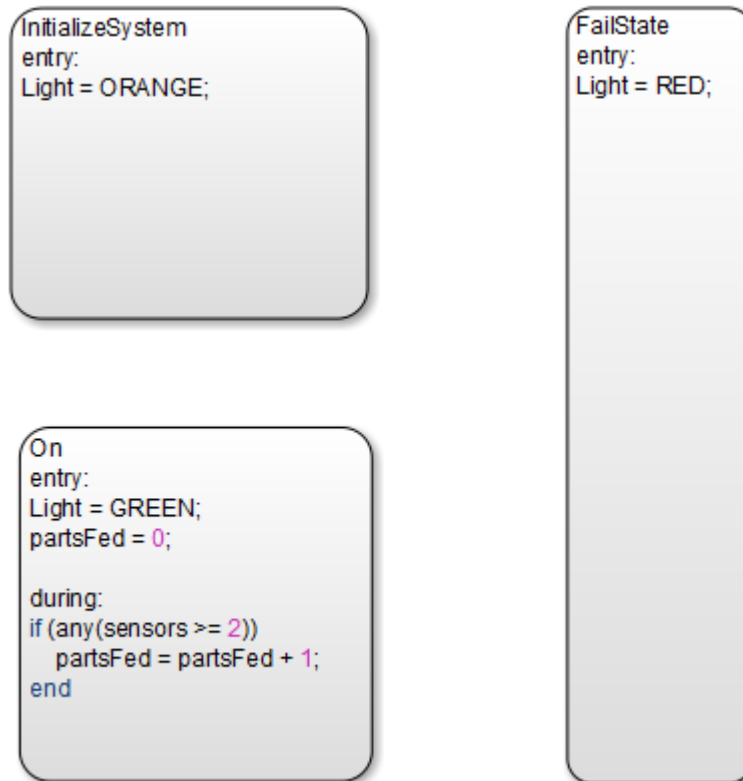 InitializeSystem
entry:
Light = ORANGE;
FailState
entry:
Light = RED;
On
entry:
Light = GREEN;
partsFed = 0;
during:
if (any(sensors >= 2))
partsFed = partsFed + 1;
end